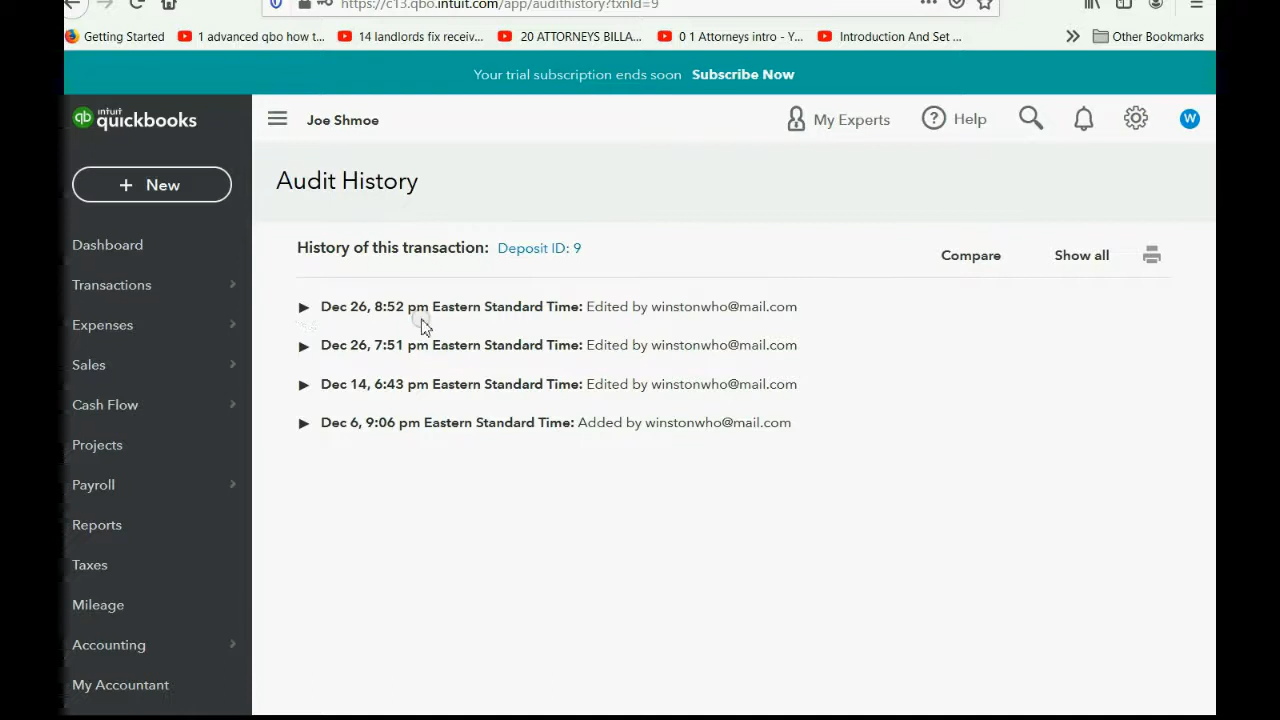 https://c13.qbo.intuit.com/app/audithistory?txnId=9
Getting Started 1 advanced qbo how t... 14 landlords fix receiv... 20 ATTORNEYS BILLA... 0 1 Attorneys intro - Y... Introduction And Set ... Other Bookmarks
Your trial subscription ends soon Subscribe Now
qb intuit quickbooks
Joe Shmoe My Experts ? Help W
+ New
Audit History
History of this transaction: Deposit ID: 9
Compare Show all
Dec 26, 8:52 pm Eastern Standard Time: Edited by winstonwho@mail.com
Dec 26, 7:51 pm Eastern Standard Time: Edited by winstonwho@mail.com
Dec 14, 6:43 pm Eastern Standard Time: Edited by winstonwho@mail.com
Dec 6, 9:06 pm Eastern Standard Time: Added by winstonwho@mail.com
Dashboard
Transactions
Expenses
Sales
Cash Flow
Projects
Payroll
Reports
Taxes
Mileage
Accounting
My Accountant